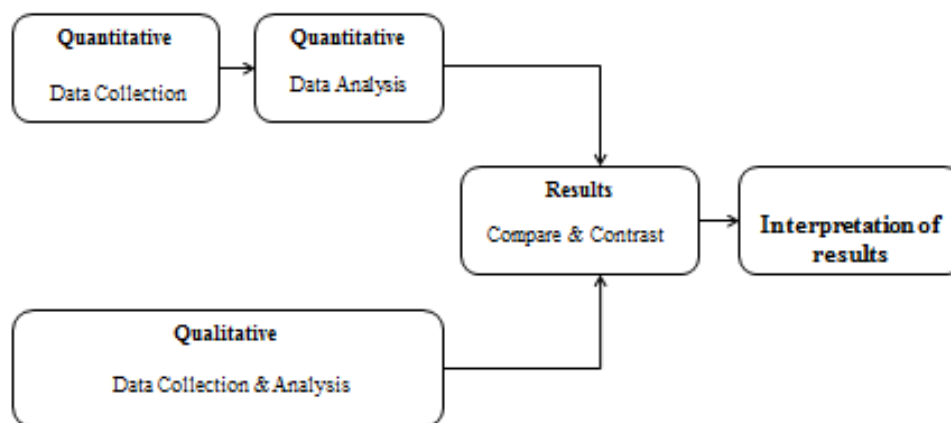 Quantitative
Data Collection
Quantitative
Data Analysis
Results
Compare & Contrast
Interpretation of
results
Qualitative
Data Collection & Analysis